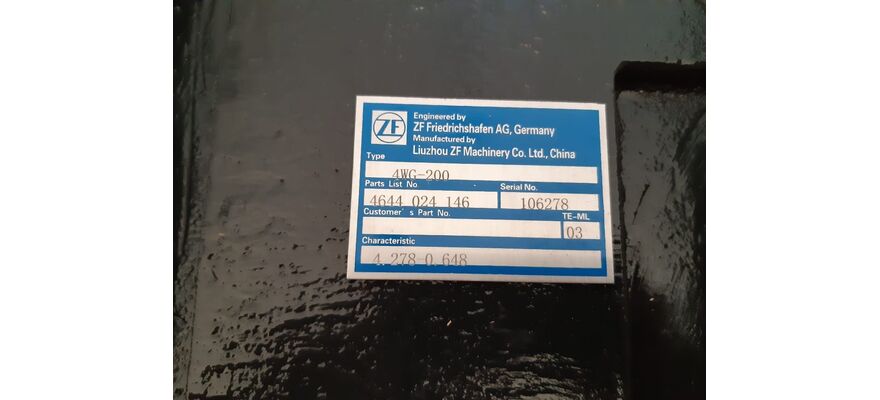 ZF
Engineered by
ZF Friedrichshafen AG, Germany
Manufactured by
Liuzhou ZF Machinery Co. Ltd., China
Type
4WG-200
Parts List No. Serial No.
4644 024 146 106278
Customer's Part No. TE-ML
03
Characteristic
4.278-0.648